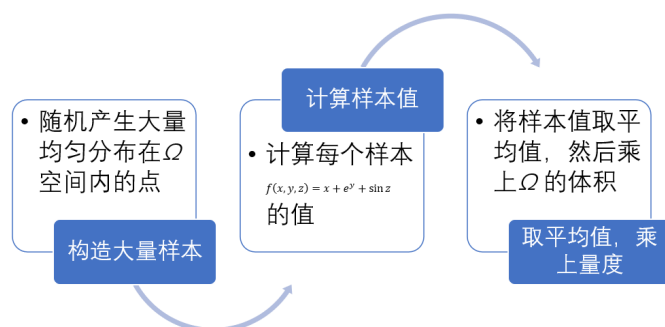 • 随机产生大量
均匀分布在Ω
空间内的点
构造大量样本
计算样本值
• 计算每个样本
f(x, y, z) = x + e^y + sin z
的值
• 将样本值取平
均值，然后乘
上Ω的体积
取平均值，乘
上量度